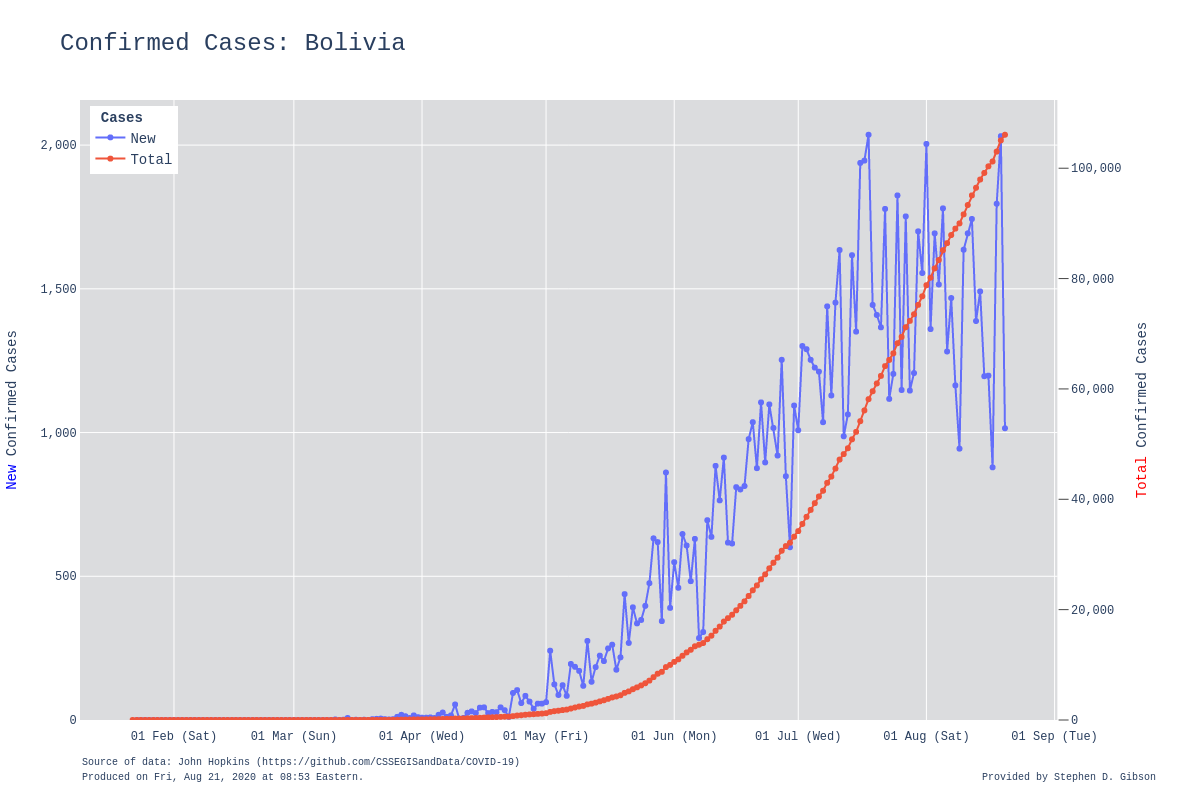 Confirmed Cases: Bolivia
Cases
New
Total
2,000
1,500
1,000
500
0
100,000
80,000
60,000
40,000
20,000
0
New Confirmed Cases
Total Confirmed Cases
01 Feb (Sat)
01 Mar (Sun)
01 Apr (Wed)
01 May (Fri)
01 Jun (Mon)
01 Jul (Wed)
01 Aug (Sat)
01 Sep (Tue)
Source of data: John Hopkins (https://github.com/CSSEGISandData/COVID-19)
Produced on Fri, Aug 21, 2020 at 08:53 Eastern.
Provided by Stephen D. Gibson